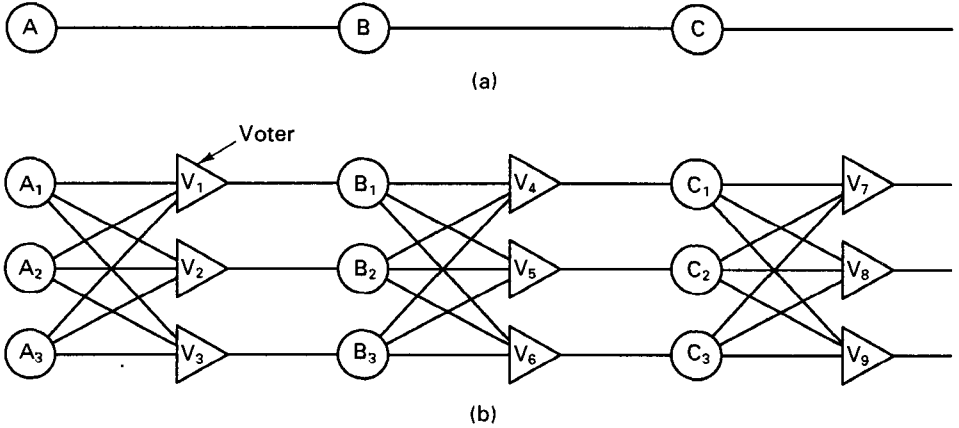 A B C
(a)
Voter
A₁ V₁ B₁ V₄ C₁ V₇
A₂ V₂ B₂ V₅ C₂ V₈
A₃ V₃ B₃ V₆ C₃ V₉
(b)